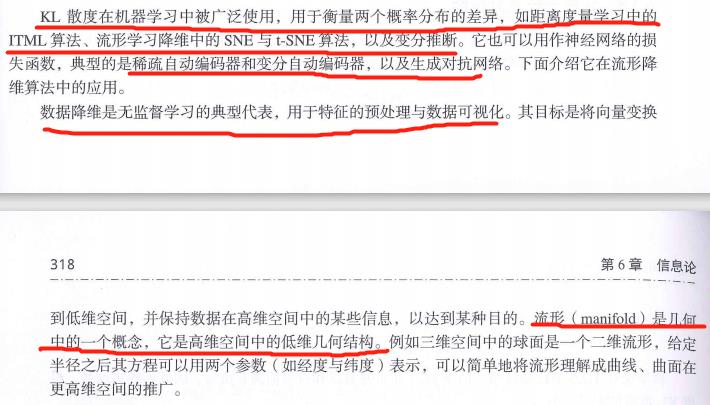 KL 散度在机器学习中被广泛使用，用于衡量两个概率分布的差异，如距离度量学习中的
ITML 算法、流形学习降维中的 SNE 与 t-SNE 算法，以及变分推断。它也可以用作神经网络的损
失函数，典型的是稀疏自动编码器和变分自动编码器，以及生成对抗网络。下面介绍它在流形降
维算法中的应用。
数据降维是无监督学习的典型代表，用于特征的预处理与数据可视化。其目标是将向量变换
318 第 6 章 信息论
到低维空间，并保持数据在高维空间中的某些信息，以达到某种目的。流形（manifold）是几何
中的一个概念，它是高维空间中的低维几何结构。例如三维空间中的球面是一个二维流形，给定
半径之后其方程可以用两个参数（如经度与纬度）表示，可以简单地将流形理解成曲线、曲面在
更高维空间的推广。